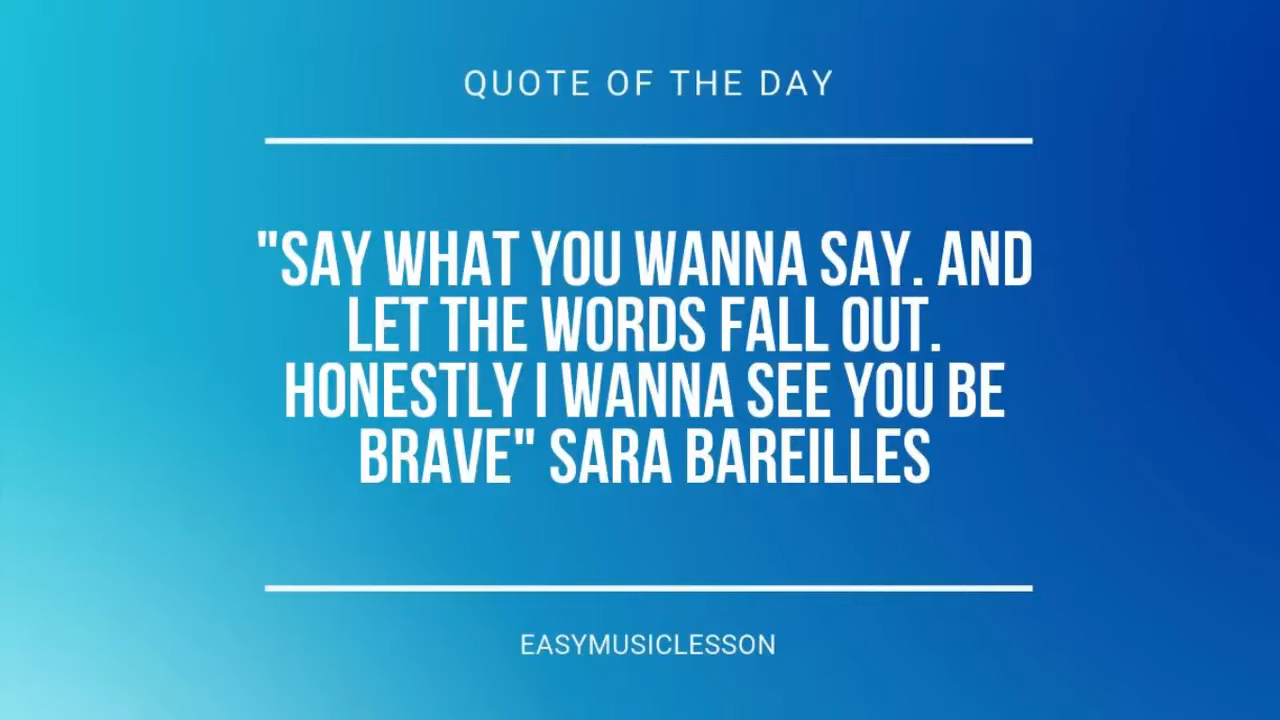 QUOTE OF THE DAY
"SAY WHAT YOU WANNA SAY. AND
LET THE WORDS FALL OUT.
HONESTLY I WANNA SEE YOU BE
BRAVE" SARA BAREILLES
EASYMUSICLESSON